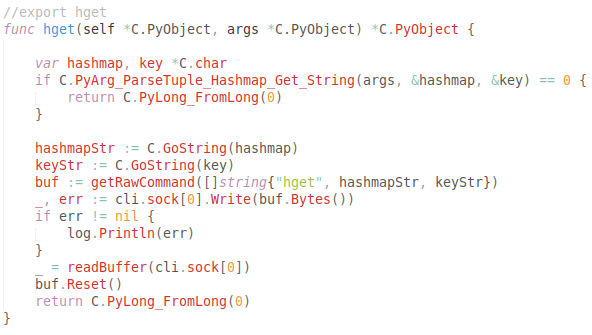 //export hget
func hget(self *C.PyObject, args *C.PyObject) *C.PyObject {
var hashmap, key *C.char
if C.PyArg_ParseTuple_Hashmap_Get_String(args, &hashmap, &key) == 0 {
return C.PyLong_FromLong(0)
}
hashmapStr := C.GoString(hashmap)
keyStr := C.GoString(key)
buf := getRawCommand([]string{"hget", hashmapStr, keyStr})
_, err := cli.sock[0].Write(buf.Bytes())
if err != nil {
log.Println(err)
}
_ = readBuffer(cli.sock[0])
buf.Reset()
return C.PyLong_FromLong(0)
}